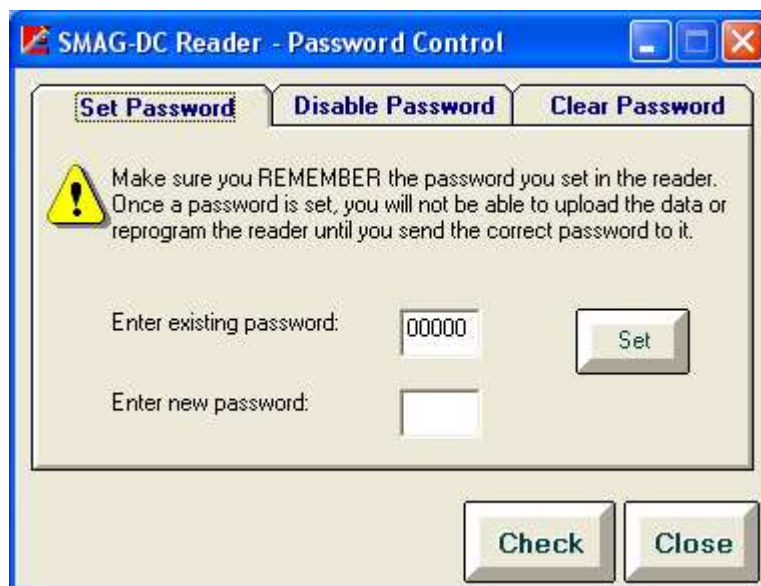 SMAG-DC Reader - Password Control
Set Password Disable Password Clear Password
Make sure you REMEMBER the password you set in the reader.
Once a password is set, you will not be able to upload the data or
reprogram the reader until you send the correct password to it.
Enter existing password: 00000 Set
Enter new password:
Check Close